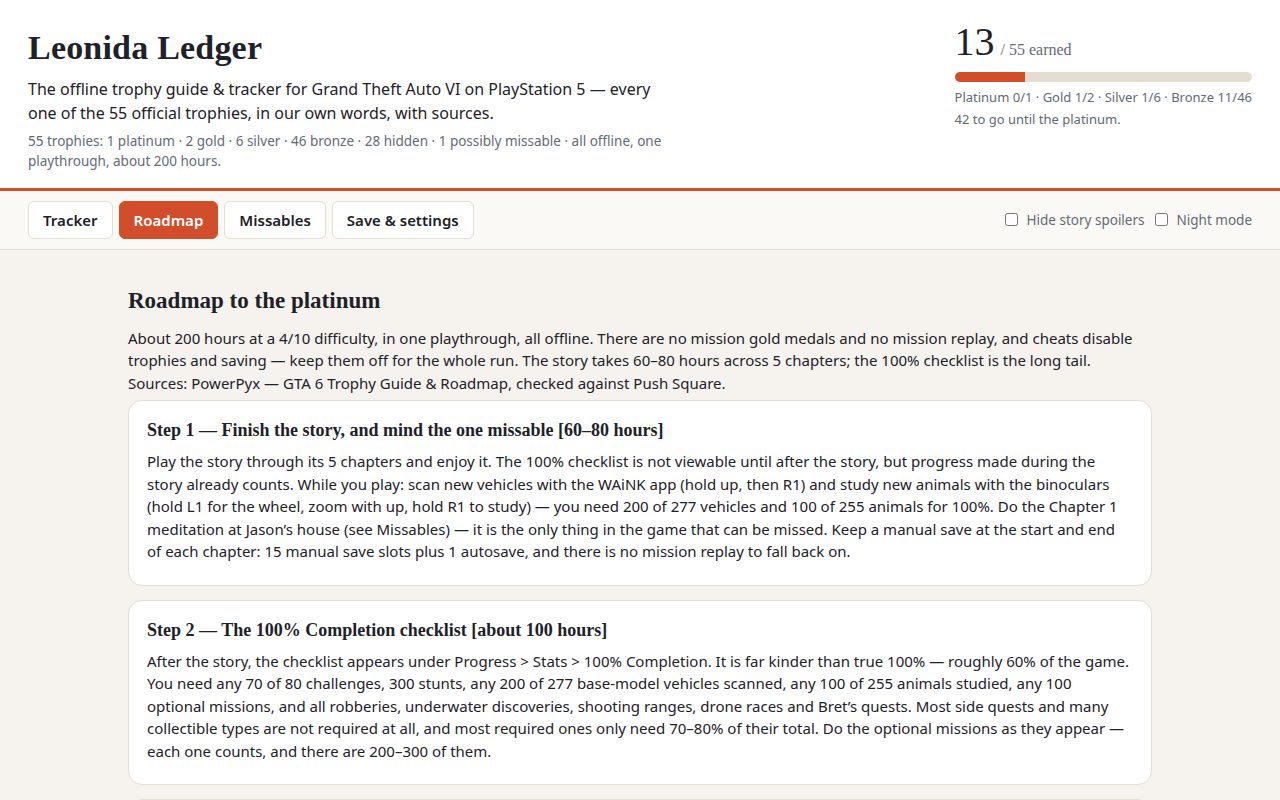 Leonida Ledger
The offline trophy guide & tracker for Grand Theft Auto VI on PlayStation 5 — every
one of the 55 official trophies, in our own words, with sources.
55 trophies: 1 platinum · 2 gold · 6 silver · 46 bronze · 28 hidden · 1 possibly missable · all offline, one
playthrough, about 200 hours.
13 / 55 earned
Platinum 0/1 · Gold 1/2 · Silver 1/6 · Bronze 11/46
42 to go until the platinum.
Tracker Roadmap Missables Save & settings Hide story spoilers Night mode
Roadmap to the platinum
About 200 hours at a 4/10 difficulty, in one playthrough, all offline. There are no mission gold medals and no mission replay, and cheats disable
trophies and saving — keep them off for the whole run. The story takes 60–80 hours across 5 chapters; the 100% checklist is the long tail.
Sources: PowerPyx — GTA 6 Trophy Guide & Roadmap, checked against Push Square.
Step 1 — Finish the story, and mind the one missable [60–80 hours]
Play the story through its 5 chapters and enjoy it. The 100% checklist is not viewable until after the story, but progress made during the
story already counts. While you play: scan new vehicles with the WAiNK app (hold up, then R1) and study new animals with the binoculars
(hold L1 for the wheel, zoom with up, hold R1 to study) — you need 200 of 277 vehicles and 100 of 255 animals for 100%. Do the Chapter 1
meditation at Jason’s house (see Missables) — it is the only thing in the game that can be missed. Keep a manual save at the start and end
of each chapter: 15 manual save slots plus 1 autosave, and there is no mission replay to fall back on.
Step 2 — The 100% Completion checklist [about 100 hours]
After the story, the checklist appears under Progress > Stats > 100% Completion. It is far kinder than true 100% — roughly 60% of the game.
You need any 70 of 80 challenges, 300 stunts, any 200 of 277 base-model vehicles scanned, any 100 of 255 animals studied, any 100
optional missions, and all robberies, underwater discoveries, shooting ranges, drone races and Bret’s quests. Most side quests and many
collectible types are not required at all, and most required ones only need 70–80% of their total. Do the optional missions as they appear —
each one counts, and there are 200–300 of them.